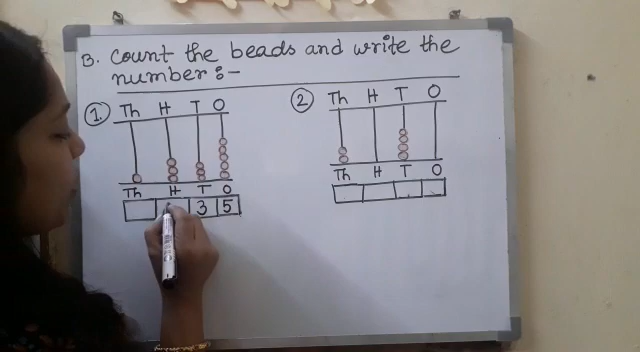 B. Count the beads and write the
number :-
1. Th H T O
Th H T O
3 5
2. Th H T O
Th H T O